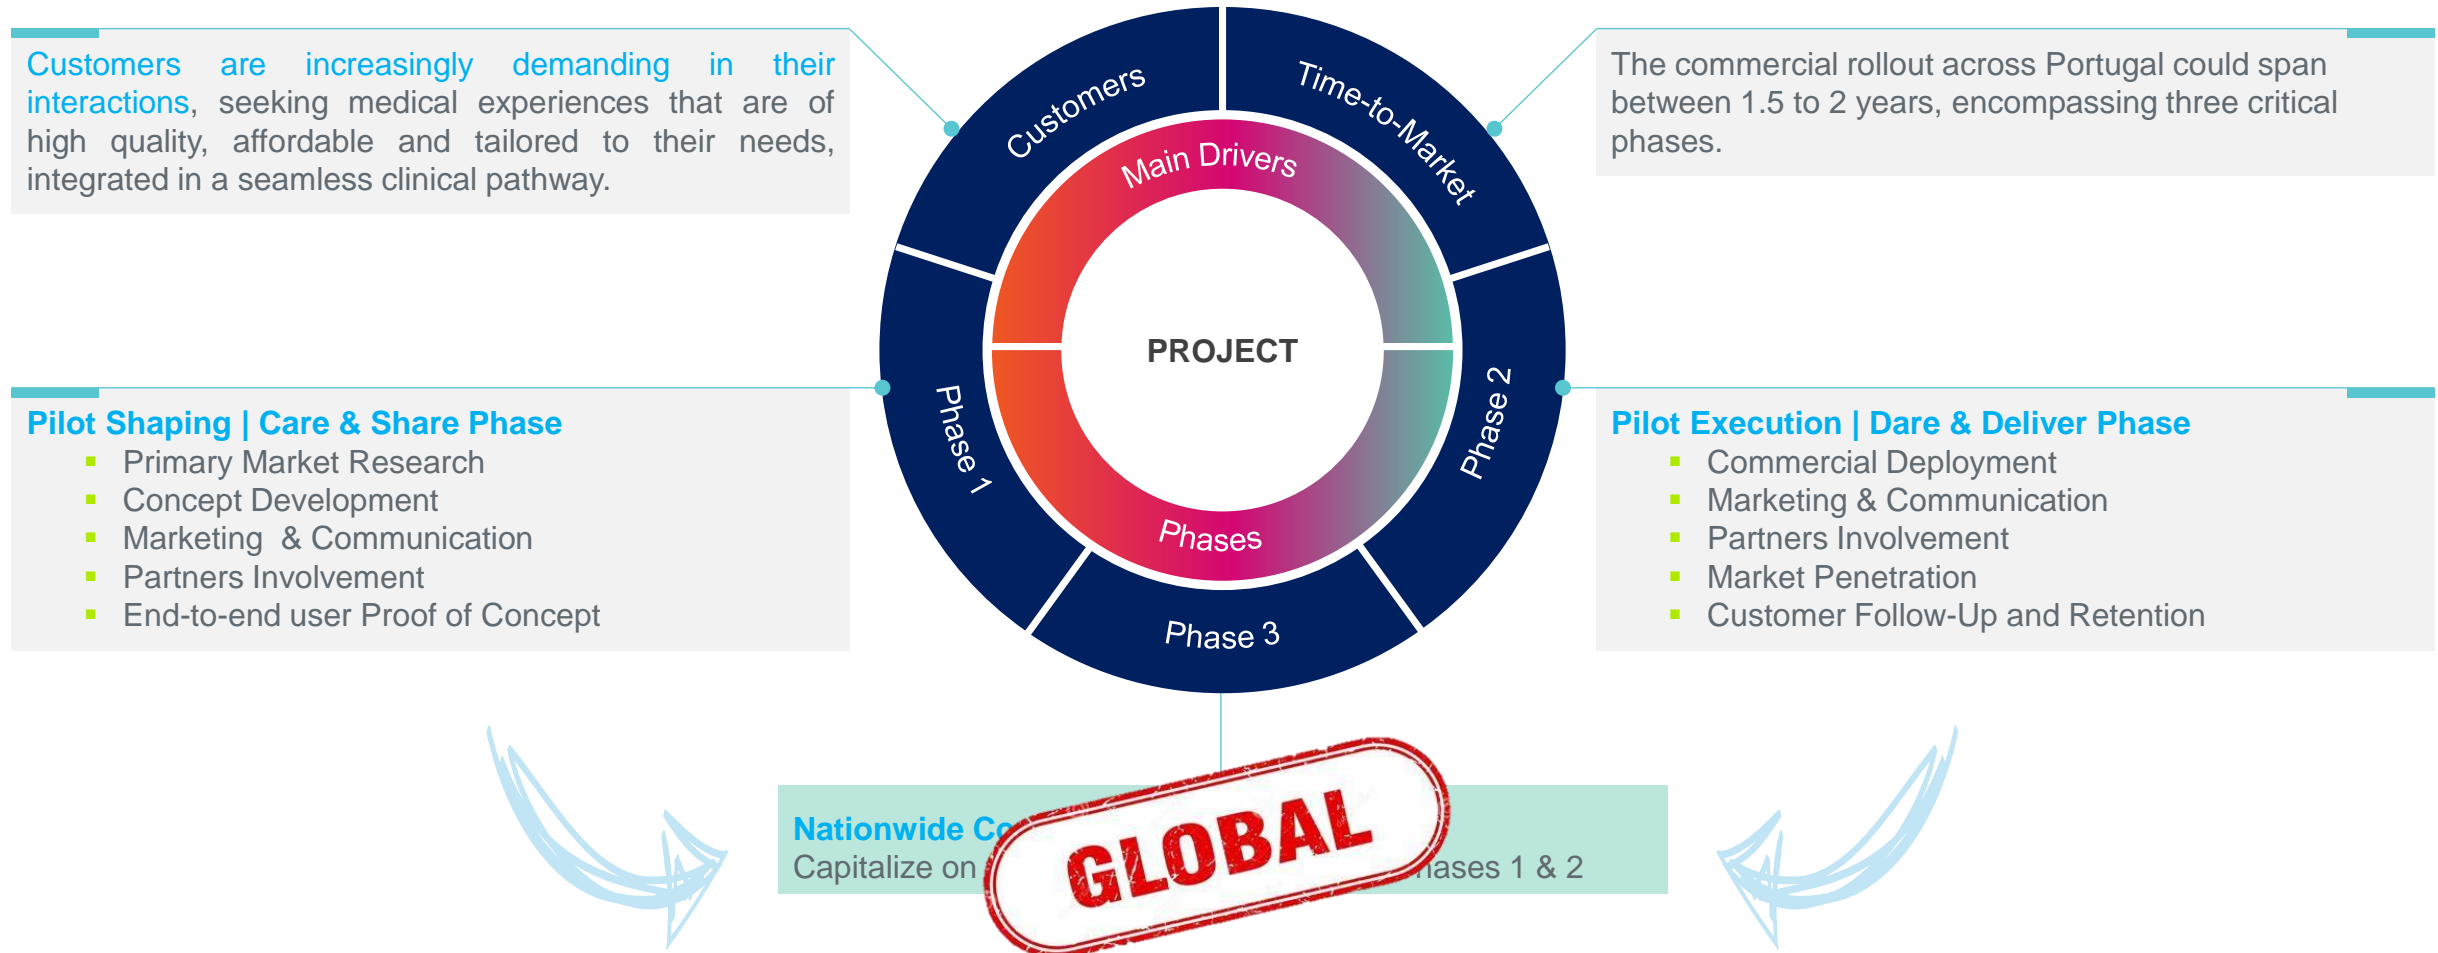 Customers are increasingly demanding in their
interactions, seeking medical experiences that are of
high quality, affordable and tailored to their needs,
integrated in a seamless clinical pathway.
The commercial rollout across Portugal could span
between 1.5 to 2 years, encompassing three critical
phases.
Customers
Time-to-Market
Main Drivers
PROJECT
Phase 1
Phase 2
Phases
Phase 3
Pilot Shaping | Care & Share Phase
▪ Primary Market Research
▪ Concept Development
▪ Marketing & Communication
▪ Partners Involvement
▪ End-to-end user Proof of Concept
Pilot Execution | Dare & Deliver Phase
▪ Commercial Deployment
▪ Marketing & Communication
▪ Partners Involvement
▪ Market Penetration
▪ Customer Follow-Up and Retention
Nationwide
Capitalize on 1 & 2
GLOBAL